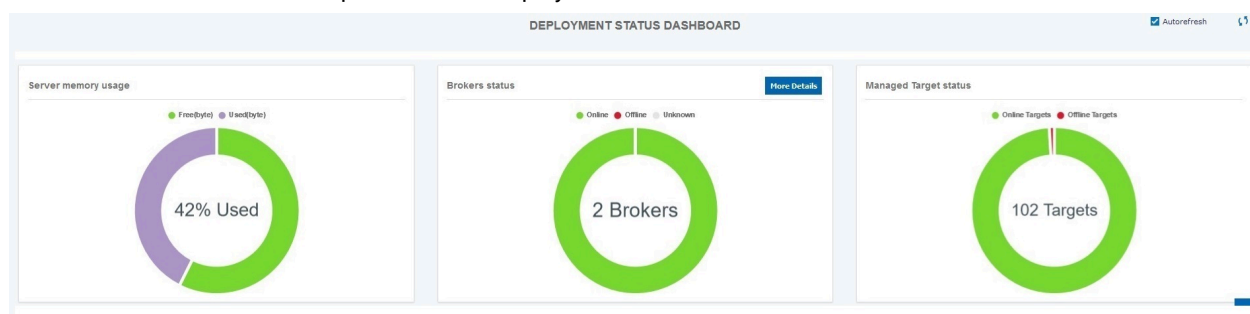 DEPLOYMENT STATUS DASHBOARD
Autorefresh
Server memory usage
Free(byte) Used(byte)
42% Used
Brokers status
More Details
Online Offline Unknown
2 Brokers
Managed Target status
Online Targets Offline Targets
102 Targets